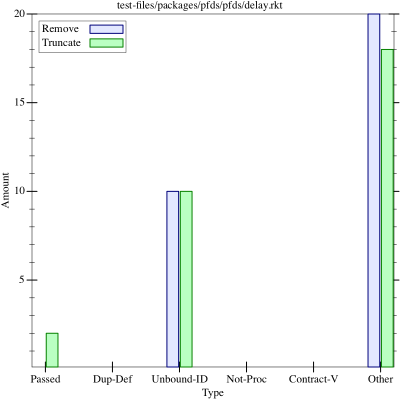 test-files/packages/pfds/pfds/delay.rkt
Remove
Truncate
20
15
10
5
Amount
Passed Dup-Def Unbound-ID Not-Proc Contract-V Other
Type